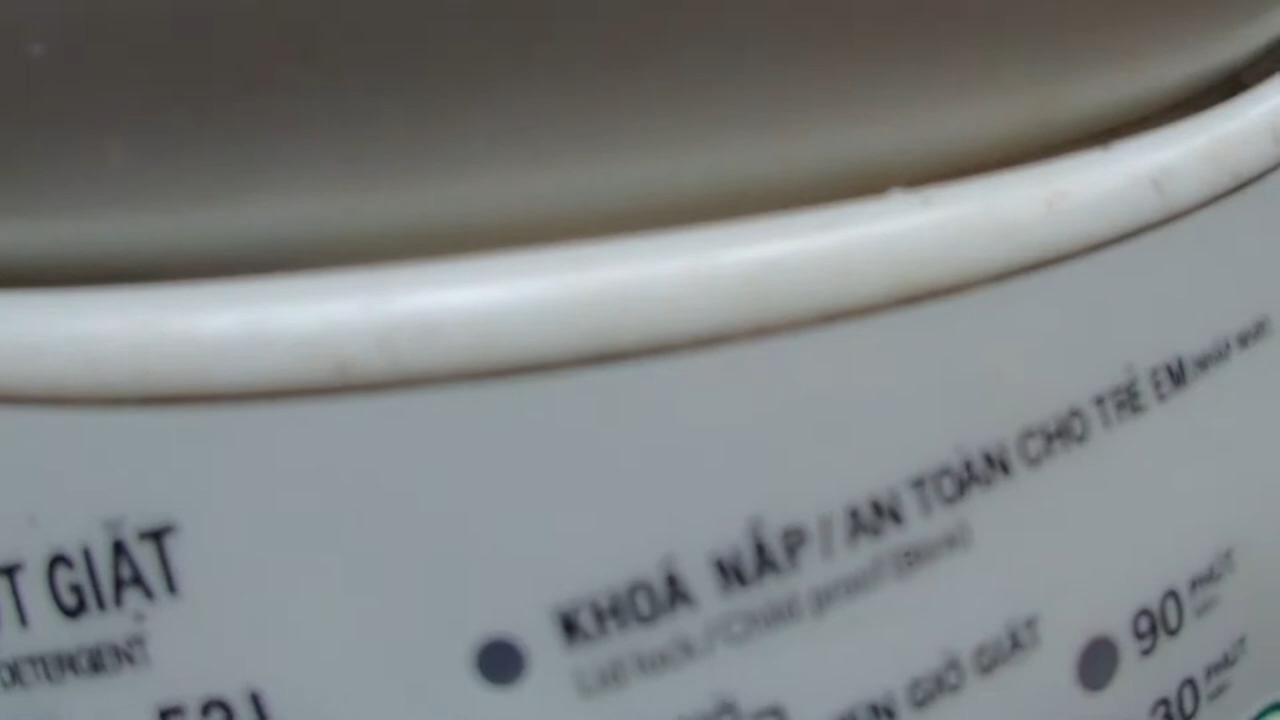 T GIẶT
DETERGENT
53L
KHOÁ NẮP / AN TOÀN CHO TRẺ EM
Lid lock / Child proof
GIỜ GIẶT
90 PHÚT
30 PHÚT